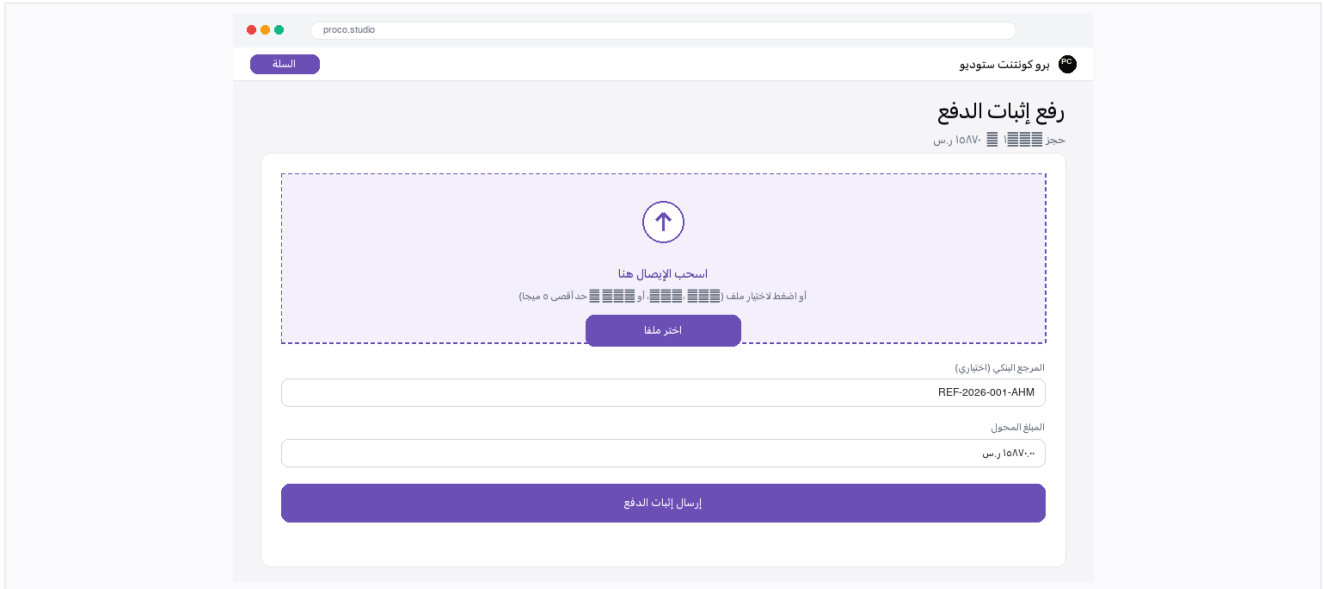 proco.studio
برو كونتنت ستوديو
PC
السلة
رفع إثبات الدفع
حجز ١ ١٥٨٧٠ ر.س
اسحب الإيصال هنا
أو اضغط لاختيار ملف (، ، أو حد أقصى ٥ ميجا)
اختر ملفا
المرجع البنكي (اختياري)
REF-2026-001-AHM
المبلغ المحول
١٥٨٧٠.٠٠ ر.س
إرسال إثبات الدفع